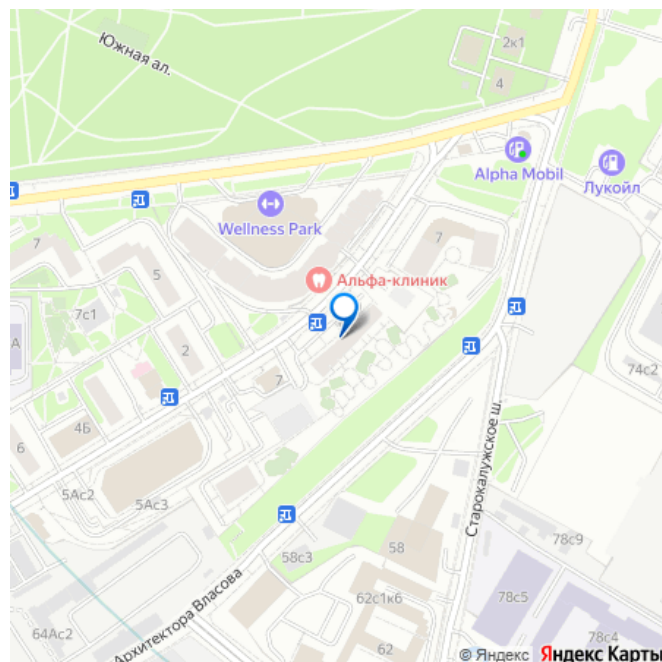 Южная ал.
2к1
4
Alpha Mobil
Лукойл
Wellness Park
7
7
5
Альфа-клиник
7с1
А
2
7
74с2
4Б
6
5Ас2
5Ас3
Старокалужское ш.
58с3
58
78с9
62с1к6
78с5
64Ас2
Архитектора Власова
62
78с4
© Яндекс Яндекс Карты